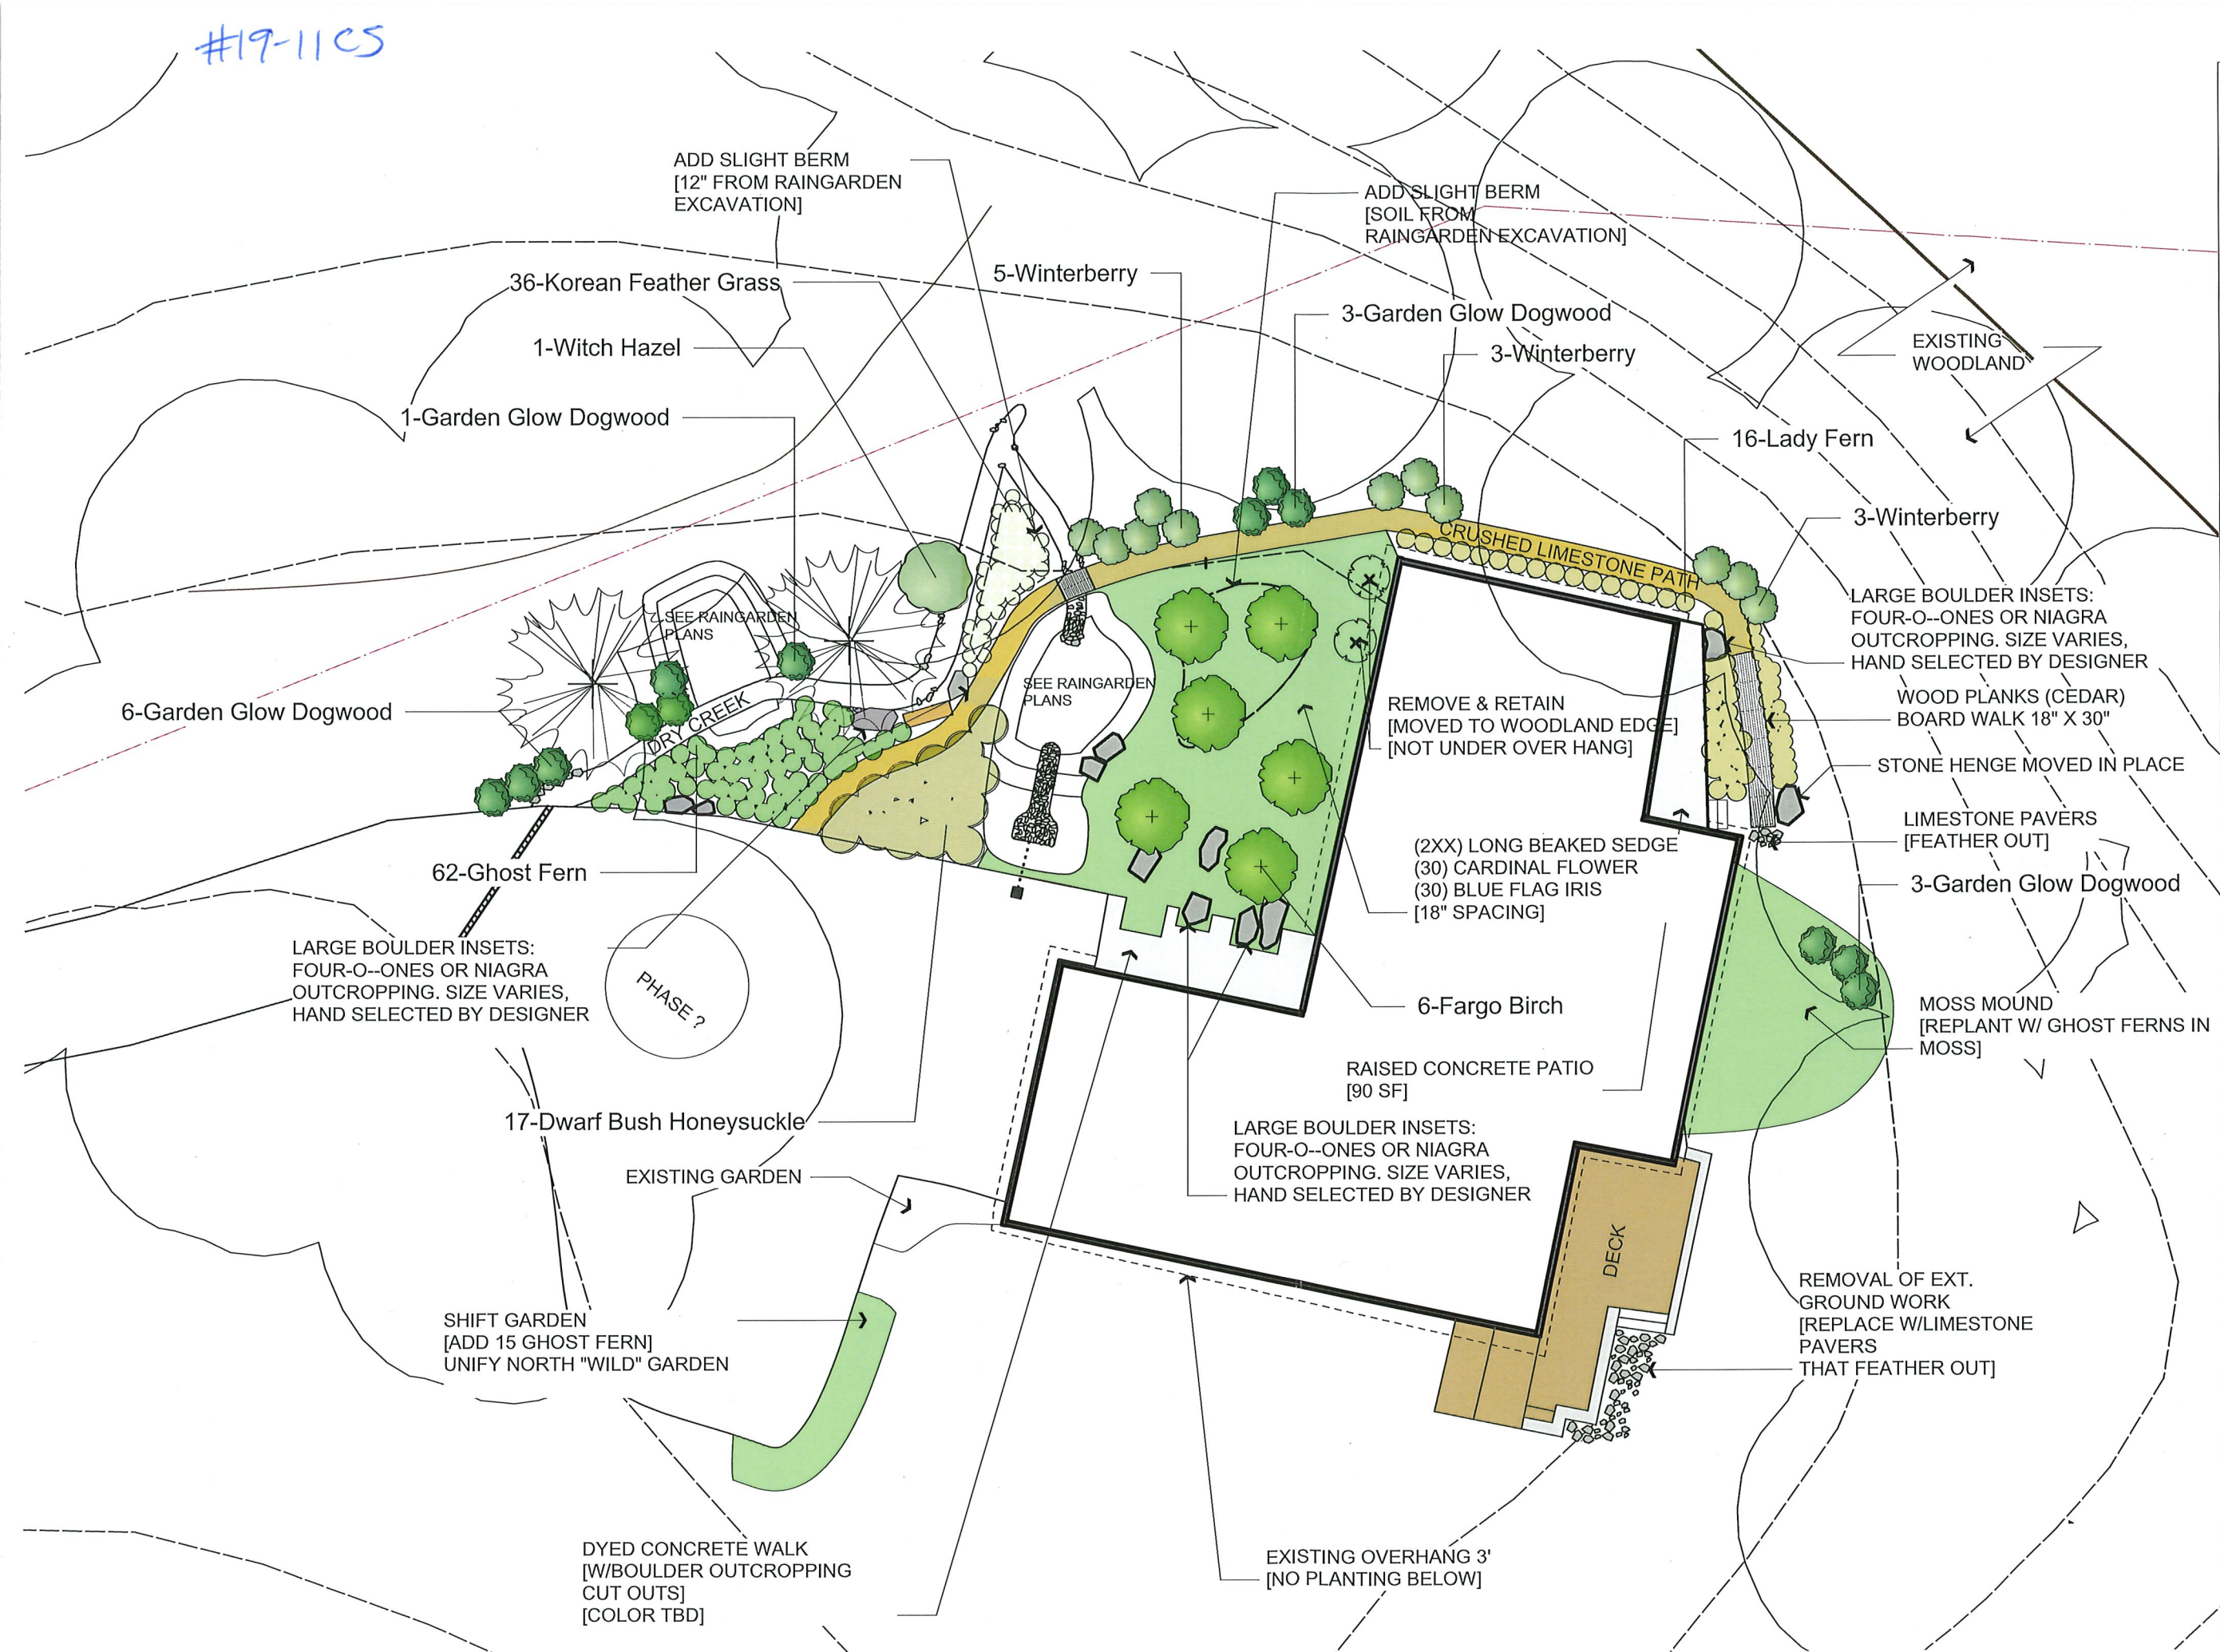 #19-11CS
ADD SLIGHT BERM
[12" FROM RAINGARDEN
EXCAVATION]
ADD SLIGHT BERM
[SOIL FROM
RAINGARDEN EXCAVATION]
36-Korean Feather Grass
5-Winterberry
3-Garden Glow Dogwood
1-Witch Hazel
3-Winterberry
EXISTING
WOODLAND
1-Garden Glow Dogwood
16-Lady Fern
3-Winterberry
CRUSHED LIMESTONE PATH
LARGE BOULDER INSETS:
FOUR-O--ONES OR NIAGRA
OUTCROPPING. SIZE VARIES,
HAND SELECTED BY DESIGNER
SEE RAINGARDEN
PLANS
SEE RAINGARDEN
PLANS
6-Garden Glow Dogwood
DRY CREEK
REMOVE & RETAIN
[MOVED TO WOODLAND EDGE]
[NOT UNDER OVER HANG]
WOOD PLANKS (CEDAR)
BOARD WALK 18" X 30"
STONE HENGE MOVED IN PLACE
LIMESTONE PAVERS
[FEATHER OUT]
(2XX) LONG BEAKED SEDGE
(30) CARDINAL FLOWER
(30) BLUE FLAG IRIS
[18" SPACING]
62-Ghost Fern
3-Garden Glow Dogwood
LARGE BOULDER INSETS:
FOUR-O--ONES OR NIAGRA
OUTCROPPING. SIZE VARIES,
HAND SELECTED BY DESIGNER
PHASE ?
6-Fargo Birch
MOSS MOUND
[REPLANT W/ GHOST FERNS IN
MOSS]
RAISED CONCRETE PATIO
[90 SF]
17-Dwarf Bush Honeysuckle
LARGE BOULDER INSETS:
FOUR-O--ONES OR NIAGRA
OUTCROPPING. SIZE VARIES,
HAND SELECTED BY DESIGNER
EXISTING GARDEN
DECK
REMOVAL OF EXT.
GROUND WORK
[REPLACE W/LIMESTONE
PAVERS
THAT FEATHER OUT]
SHIFT GARDEN
[ADD 15 GHOST FERN]
UNIFY NORTH "WILD" GARDEN
DYED CONCRETE WALK
[W/BOULDER OUTCROPPING
CUT OUTS]
[COLOR TBD]
EXISTING OVERHANG 3'
[NO PLANTING BELOW]